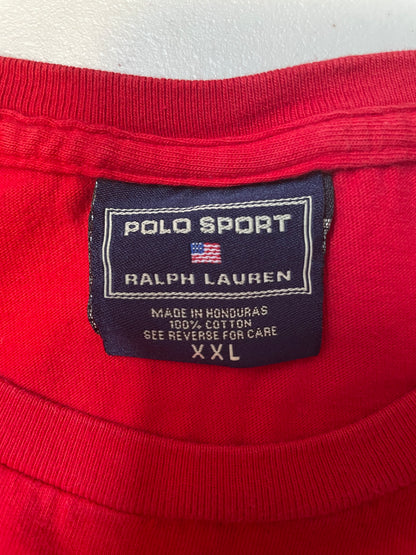 POLO SPORT
RALPH LAUREN
MADE IN HONDURAS
100% COTTON
SEE REVERSE FOR CARE
XXL